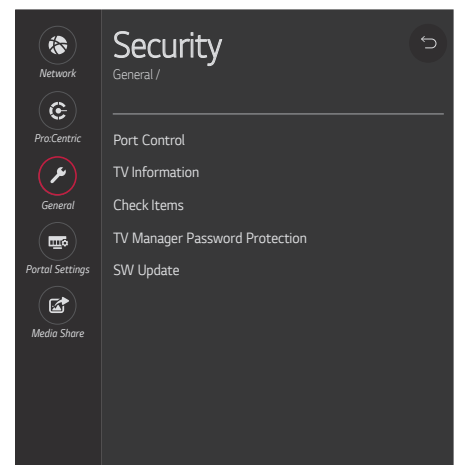 Security
General /
Network
Pro:Centric
General
Portal Settings
Media Share
Port Control
TV Information
Check Items
TV Manager Password Protection
SW Update